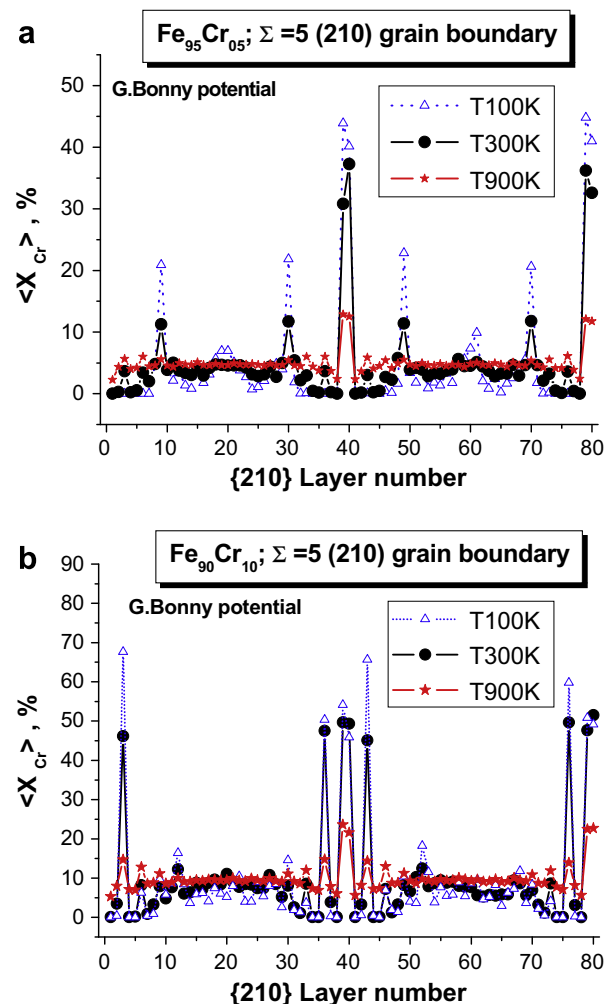 a
Fe95Cr05; Σ =5 (210) grain boundary
G.Bonny potential
T100K
T300K
T900K
50
40
30
20
10
0
<X Cr> , %
0 10 20 30 40 50 60 70 80
{210} Layer number
b
Fe90Cr10; Σ =5 (210) grain boundary
G.Bonny potential
T100K
T300K
T900K
90
80
70
60
50
40
30
20
10
0
<X Cr> , %
0 10 20 30 40 50 60 70 80
{210} Layer number